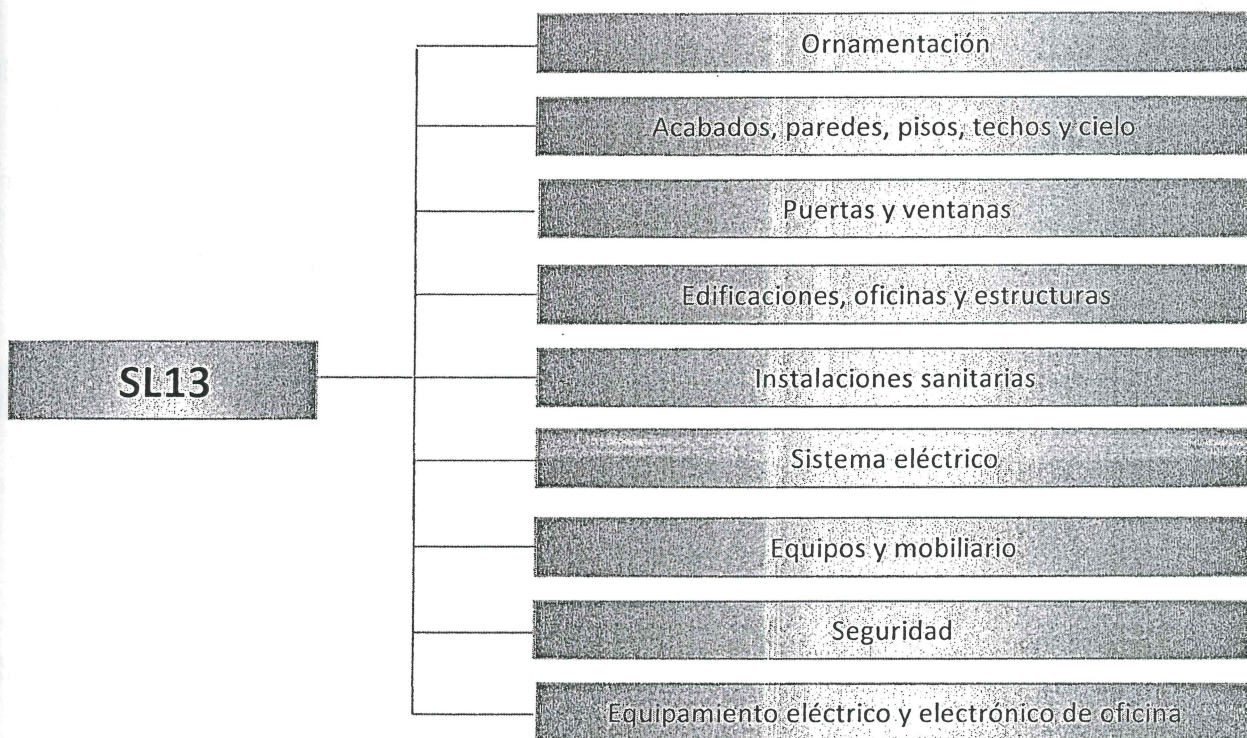 Ornamentación
Acabados, paredes, pisos, techos y cielo
Puertas y ventanas
Edificaciones, oficinas y estructuras
SL13
Instalaciones sanitarias
Sistema eléctrico
Equipos y mobiliario
Seguridad
Equipamiento eléctrico y electrónico de oficina